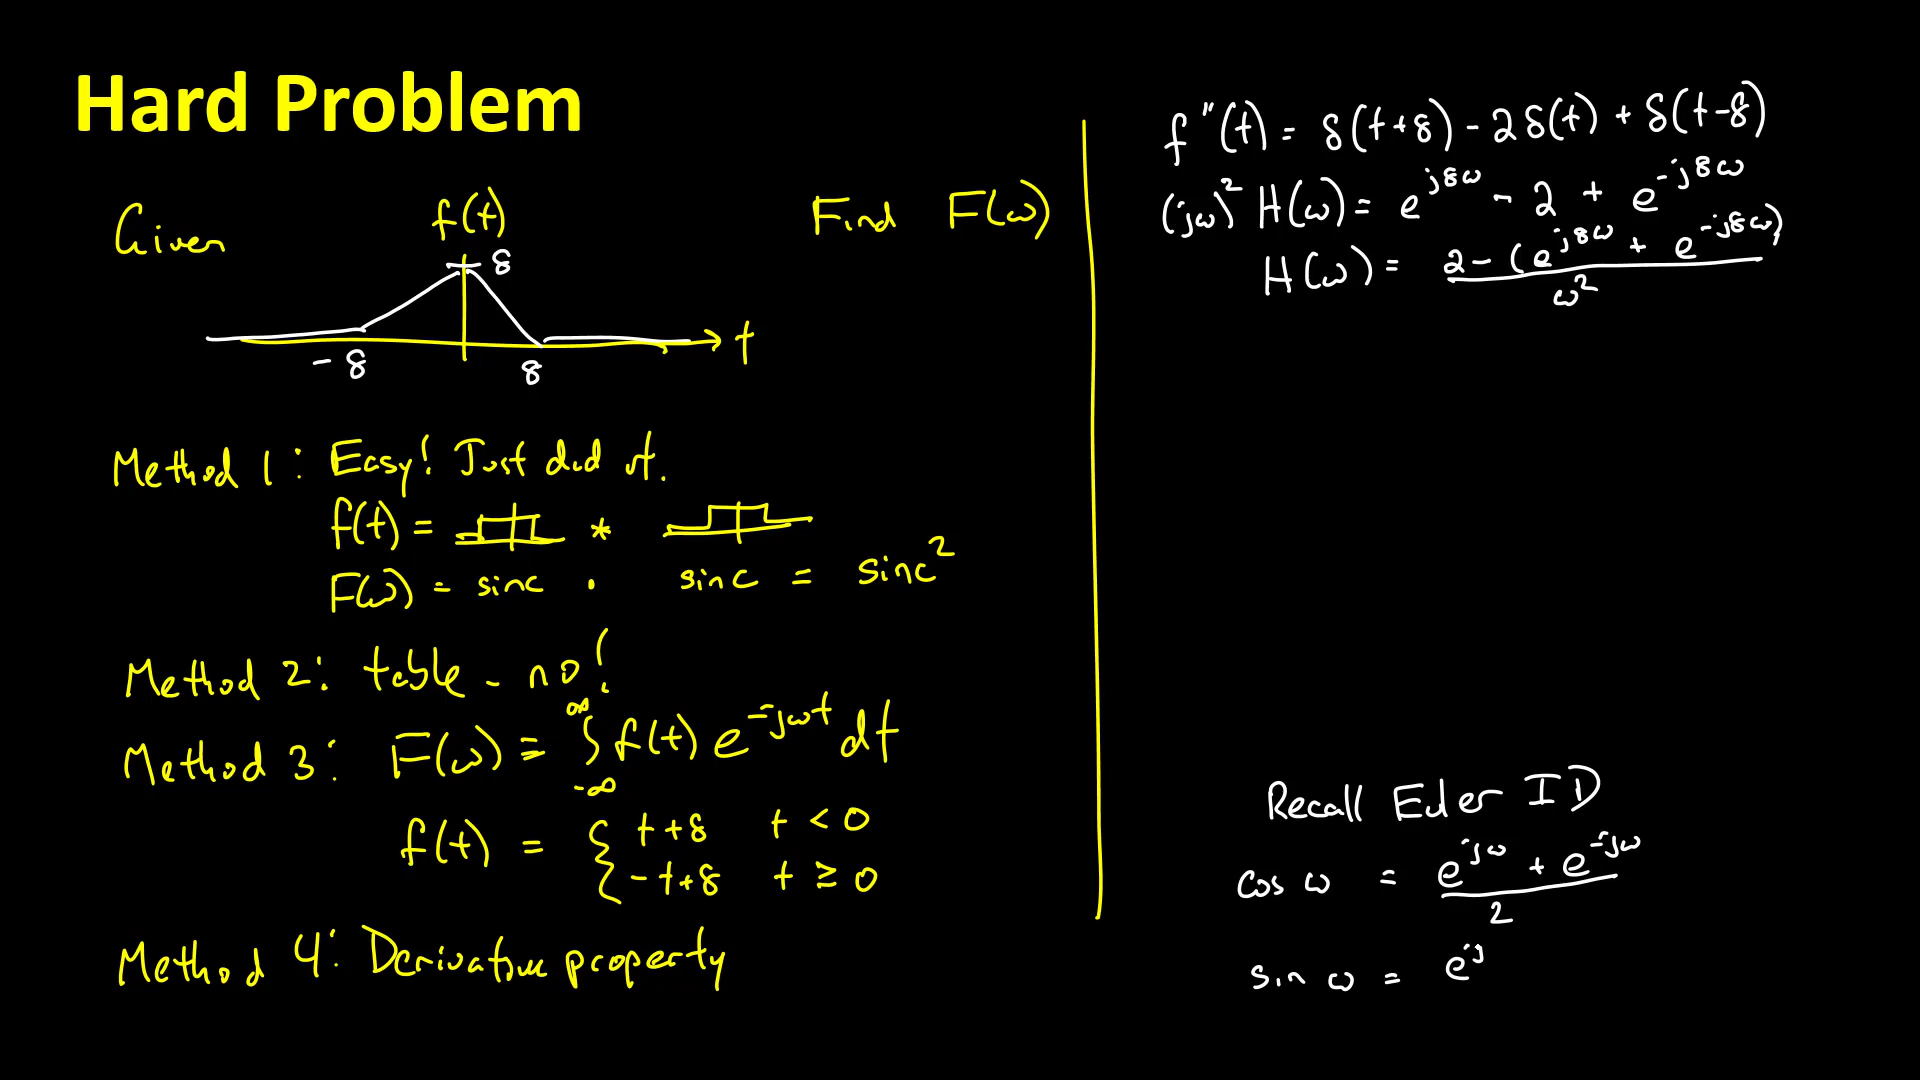 Hard Problem
Given
f(t)
Find F(ω)
8
t
-8
8
Method 1: Easy! Just did it.
f(t) = *
F(ω) = sinc · sinc = sinc²
Method 2: table - no!
Method 3: F(ω) = ∫_{-∞}^{∞} f(t) e^{-jωt} dt
f(t) = { t+8 t < 0
-t+8 t ≥ 0
Method 4: Derivative property
f''(t) = δ(t+8) - 2δ(t) + δ(t-8)
(jω)² H(ω) = e^{j8ω} - 2 + e^{-j8ω}
H(ω) = 2 - (e^{j8ω} + e^{-j8ω})
ω²
Recall Euler ID
cos ω = e^{jω} + e^{-jω}
2
sin ω = e^{j